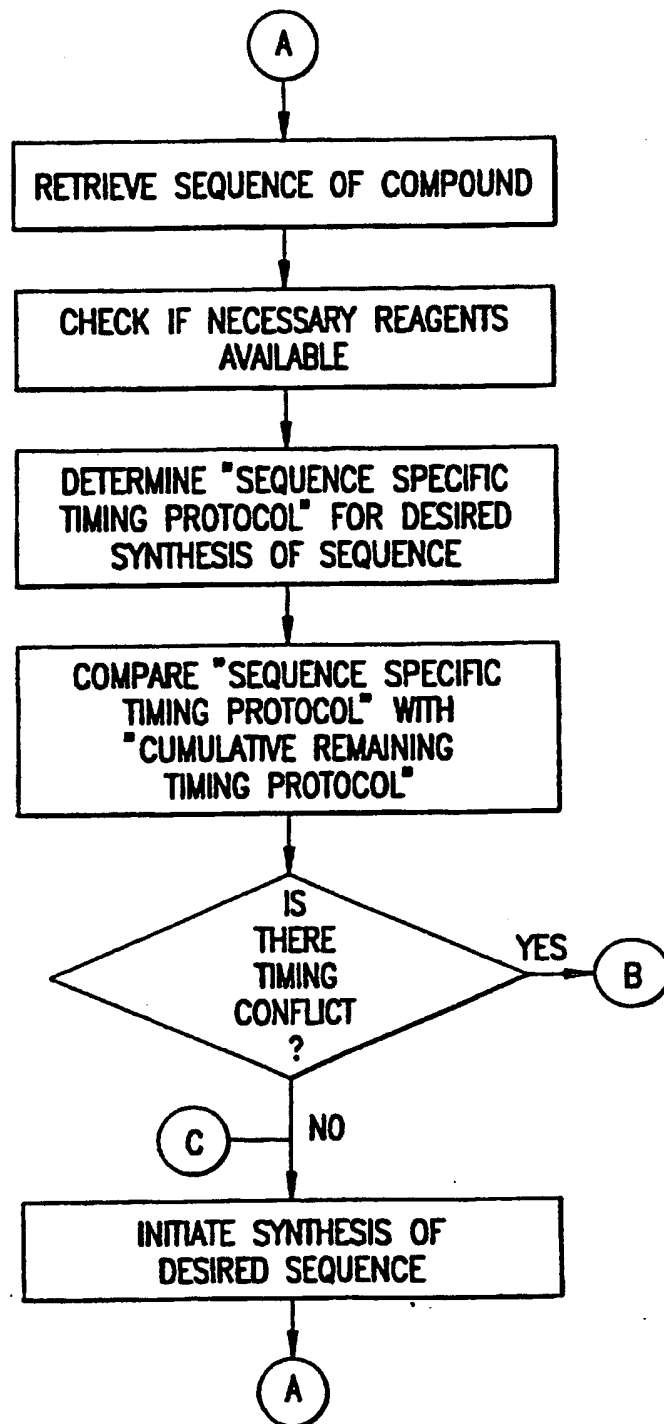 A
RETRIEVE SEQUENCE OF COMPOUND
CHECK IF NECESSARY REAGENTS
AVAILABLE
DETERMINE "SEQUENCE SPECIFIC
TIMING PROTOCOL" FOR DESIRED
SYNTHESIS OF SEQUENCE
COMPARE "SEQUENCE SPECIFIC
TIMING PROTOCOL" WITH
"CUMULATIVE REMAINING
TIMING PROTOCOL"
IS
THERE
TIMING
CONFLICT
?
YES
B
C
NO
INITIATE SYNTHESIS OF
DESIRED SEQUENCE
A